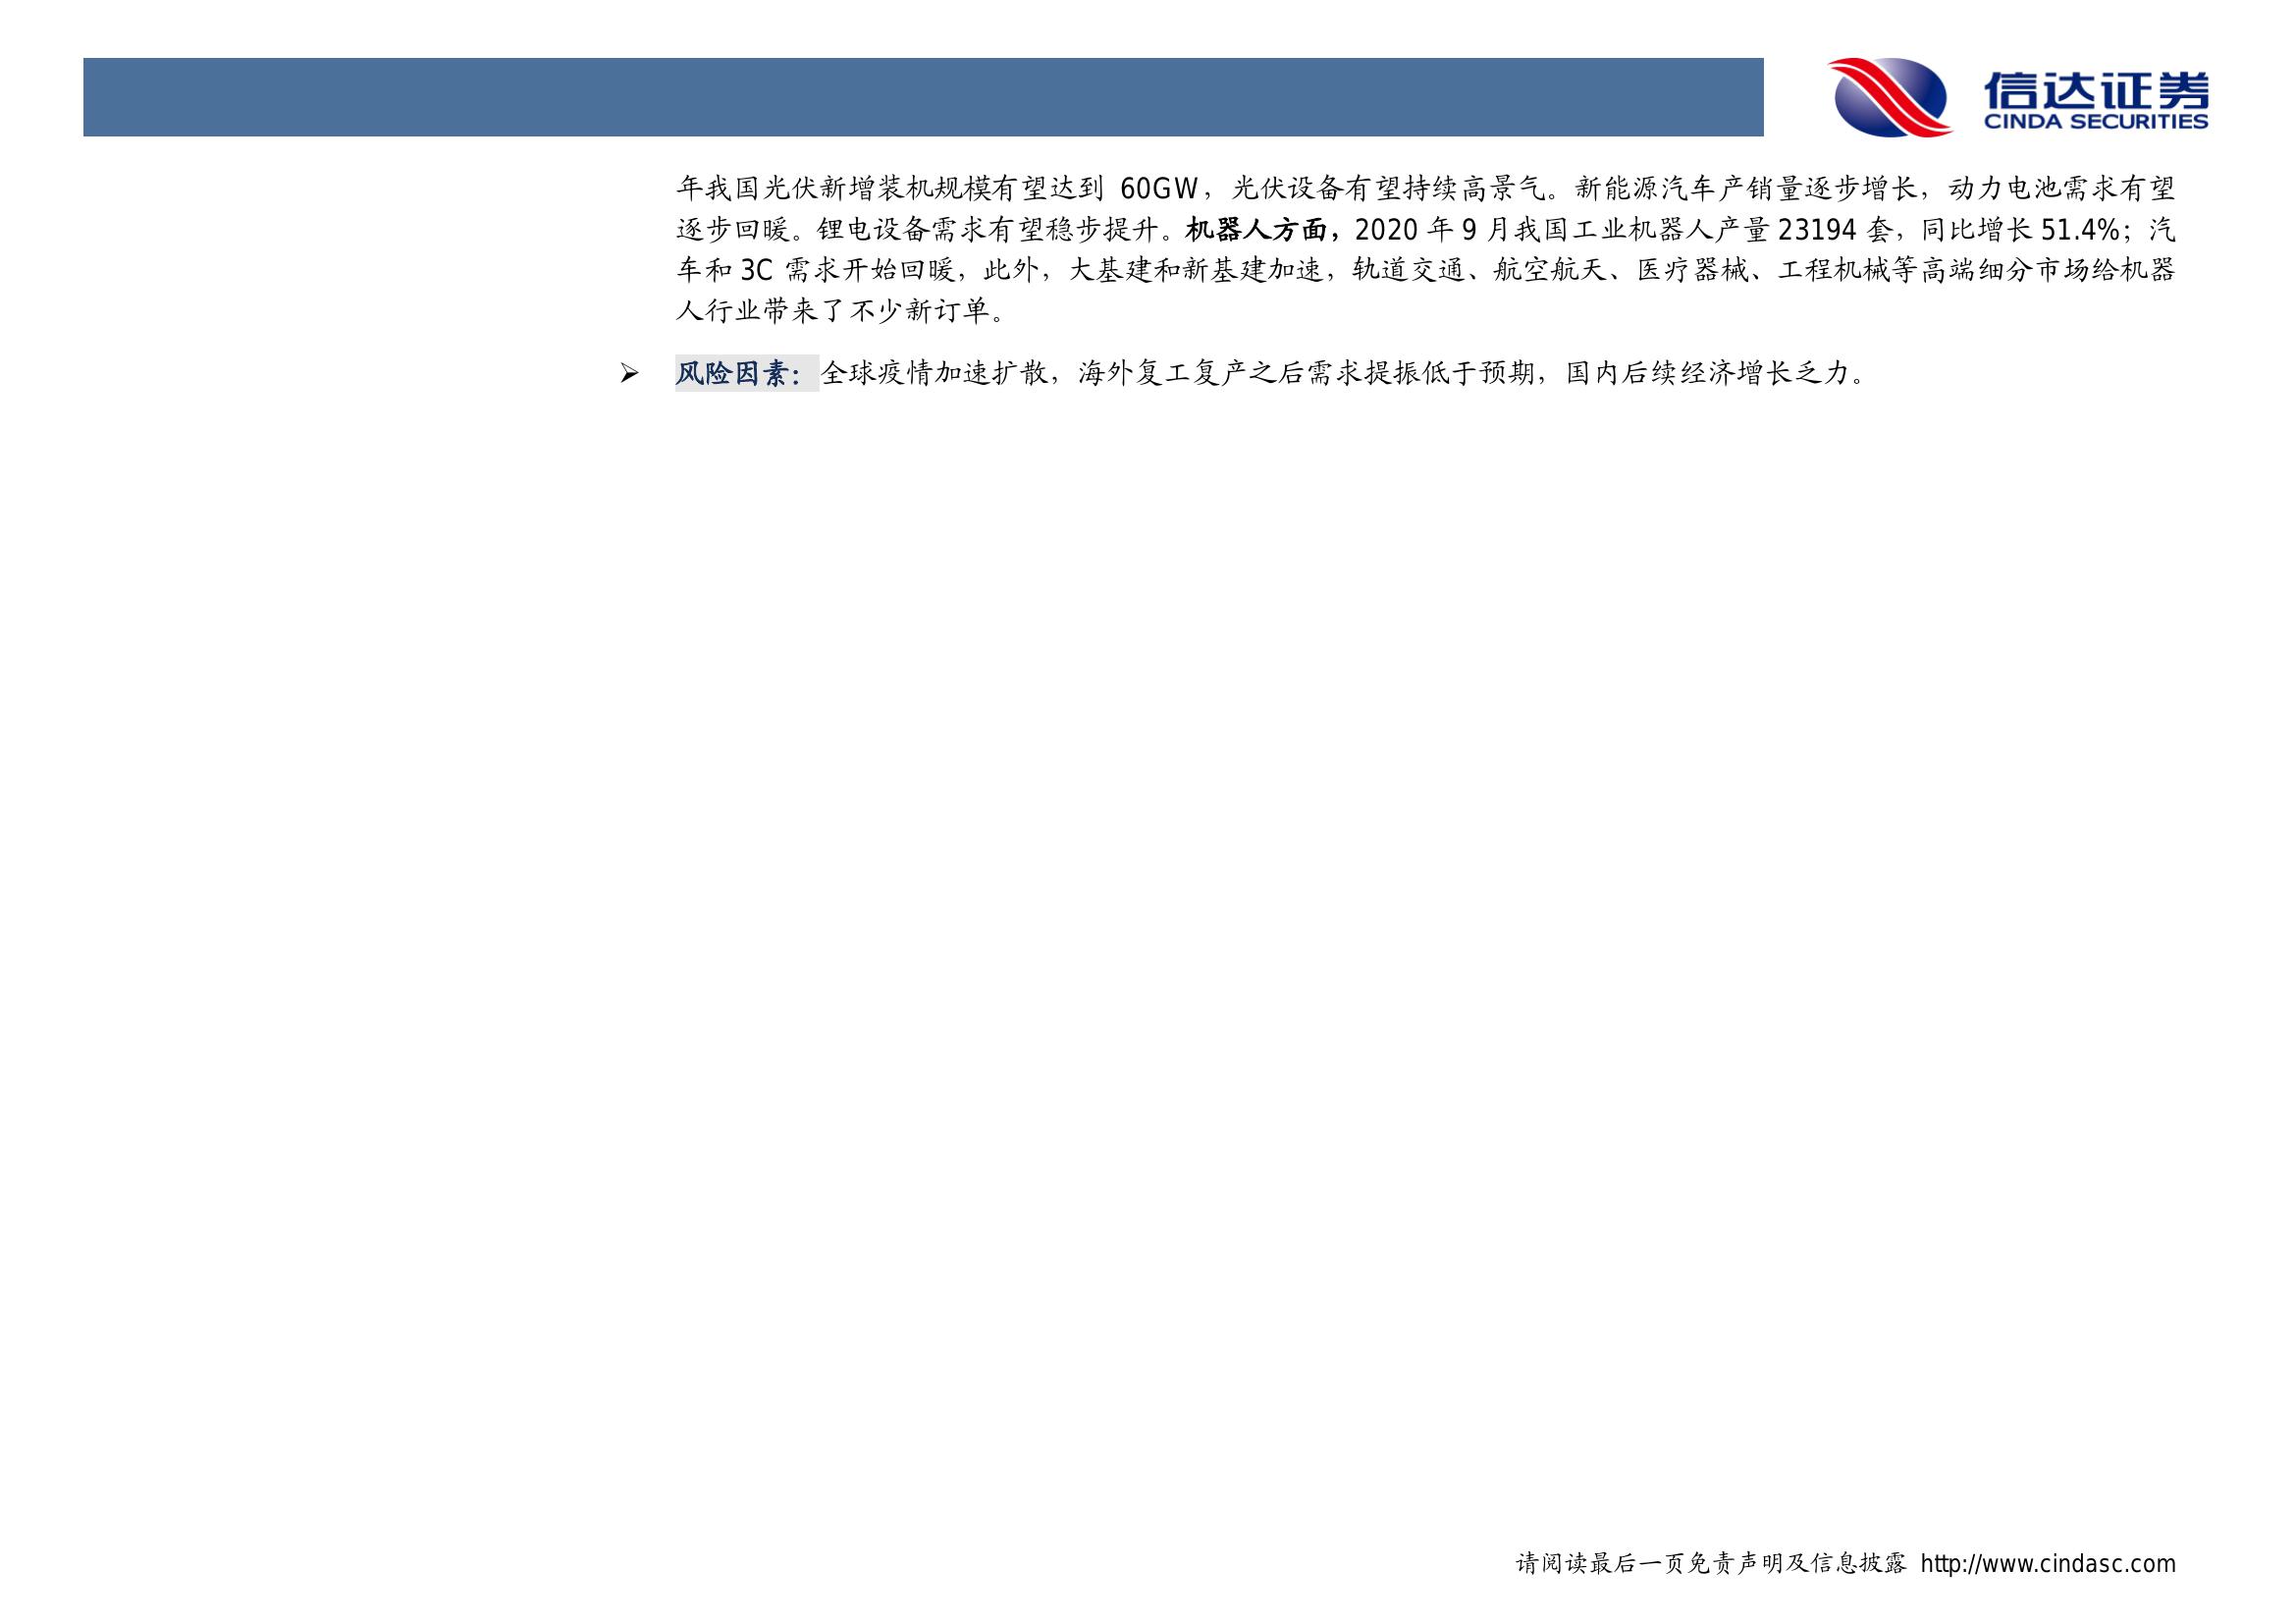 信达证券
CINDA SECURITIES
年我国光伏新增装机规模有望达到 60GW，光伏设备有望持续高景气。新能源汽车产销量逐步增长，动力电池需求有望
逐步回暖。锂电设备需求有望稳步提升。机器人方面，2020 年 9 月我国工业机器人产量 23194 套，同比增长 51.4%；汽
车和 3C 需求开始回暖，此外，大基建和新基建加速，轨道交通、航空航天、医疗器械、工程机械等高端细分市场给机器
人行业带来了不少新订单。
➢ 风险因素：全球疫情加速扩散，海外复工复产之后需求提振低于预期，国内后续经济增长乏力。
请阅读最后一页免责声明及信息披露 http://www.cindasc.com